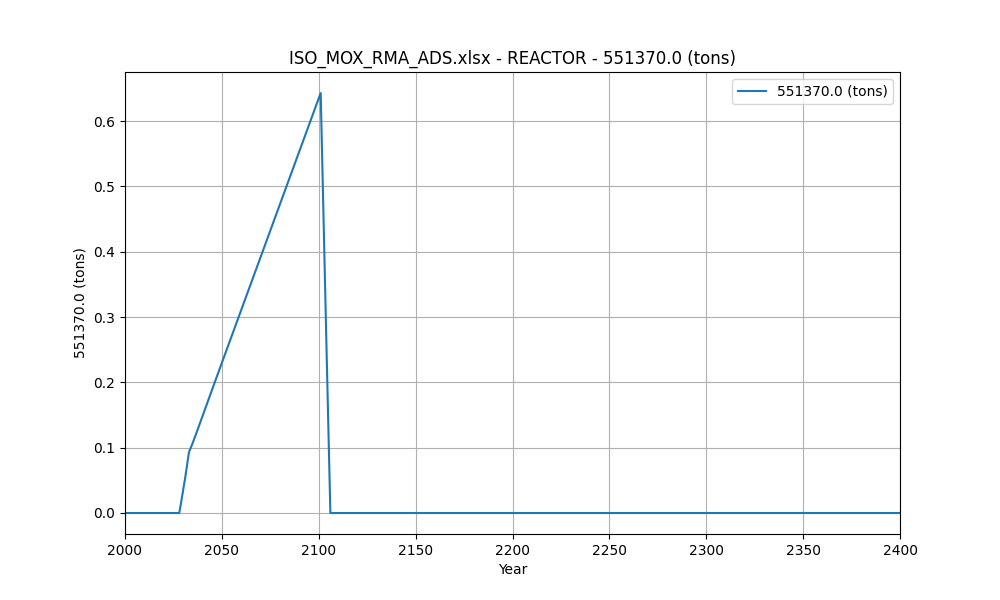 ISO_MOX_RMA_ADS.xlsx - REACTOR - 551370.0 (tons)
551370.0 (tons)
551370.0 (tons)
0.6
0.5
0.4
0.3
0.2
0.1
0.0
2000 2050 2100 2150 2200 2250 2300 2350 2400
Year